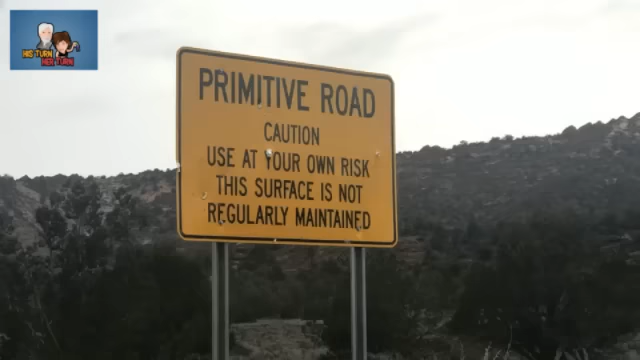 HIS TURN
HER TURN
PRIMITIVE ROAD
CAUTION
USE AT YOUR OWN RISK
THIS SURFACE IS NOT
REGULARLY MAINTAINED